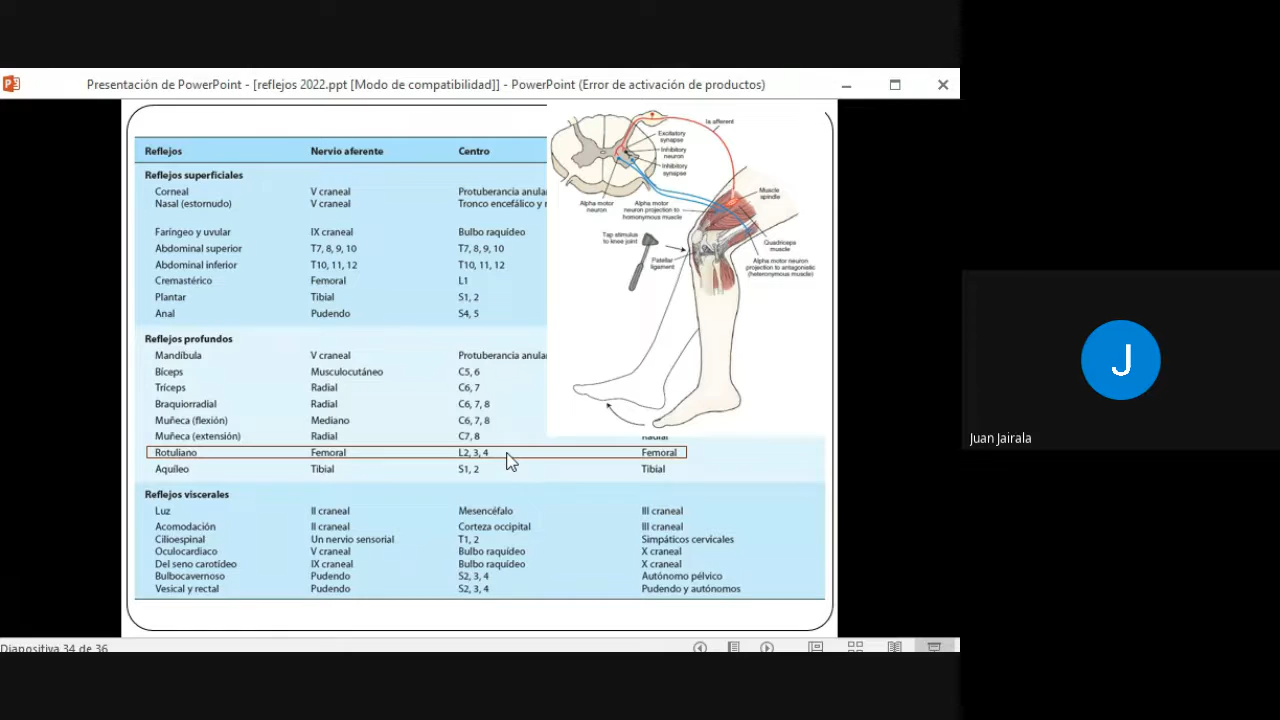 Presentación de PowerPoint - [reflejos 2022.ppt [Modo de compatibilidad]] - PowerPoint (Error de activación de productos)
Reflejos Nervio aferente Centro
Reflejos superficiales
Corneal V craneal Protuberancia anula
Nasal (estornudo) V craneal Tronco encefálico y
Faríngeo y uvular IX craneal Bulbo raquídeo
Abdominal superior T7, 8, 9, 10 T7, 8, 9, 10
Abdominal inferior T10, 11, 12 T10, 11, 12
Cremastérico Femoral L1
Plantar Tibial S1, 2
Anal Pudendo S4, 5
Reflejos profundos
Mandíbula V craneal Protuberancia anula
Bíceps Musculocutáneo C5, 6
Tríceps Radial C6, 7
Braquiorradial Radial C6, 7, 8
Muñeca (flexión) Mediano C6, 7, 8
Muñeca (extensión) Radial C7, 8 Radial
Rotuliano Femoral L2, 3, 4 Femoral
Aquíleo Tibial S1, 2 Tibial
Reflejos viscerales
Luz II craneal Mesencéfalo III craneal
Acomodación II craneal Corteza occipital III craneal
Cilioespinal Un nervio sensorial T1, 2 Simpáticos cervicales
Oculocardíaco V craneal Bulbo raquídeo X craneal
Del seno carotídeo IX craneal Bulbo raquídeo X craneal
Bulbocavernoso Pudendo S2, 3, 4 Autónomo pélvico
Vesical y rectal Pudendo S2, 3, 4 Pudendo y autónomos
Ia afferent
Excitatory
synapse
Inhibitory
neuron
Inhibitory
synapse
Muscle
spindle
Alpha motor
neuron
Alpha motor
neuron projection to
homonymous muscle
Tap stimulus
to knee joint
Patellar
ligament
Quadriceps
muscle
Alpha motor neuron
projection to antagonistic
(heteronymous muscle)
Diapositiva 34 de 36
J
Juan Jairala